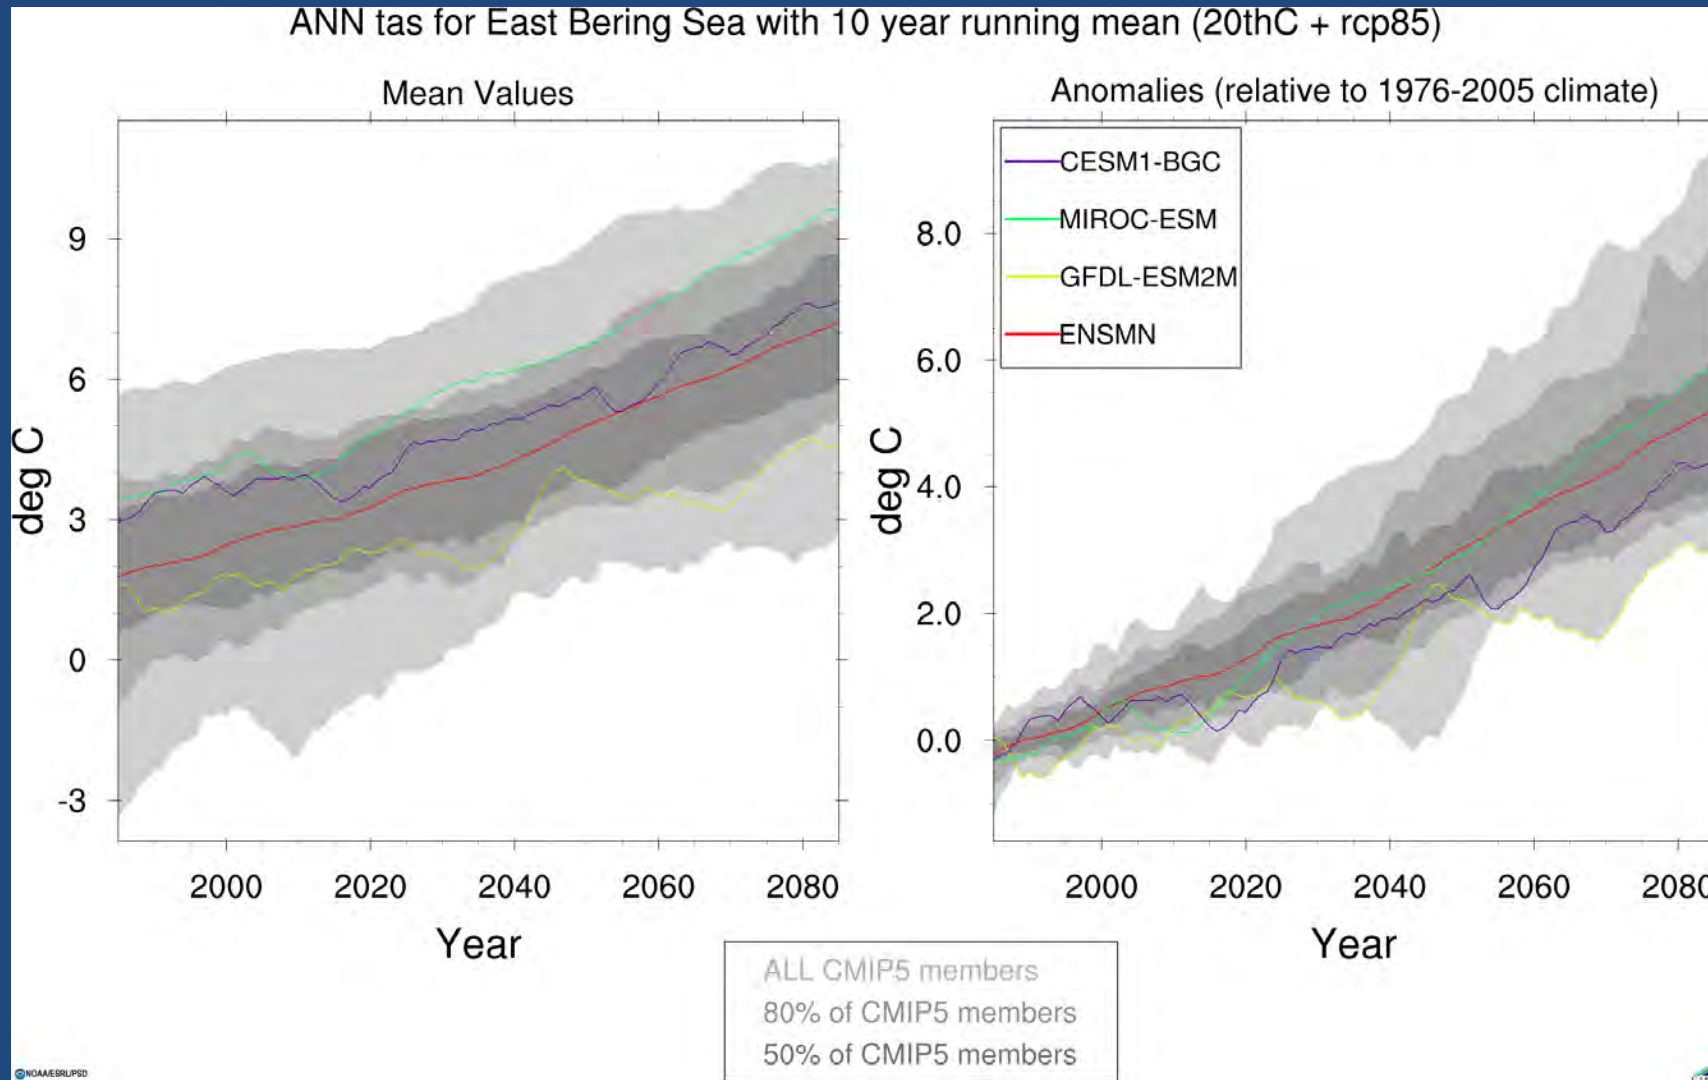 ANN tas for East Bering Sea with 10 year running mean (20thC + rcp85)
Mean Values
Anomalies (relative to 1976-2005 climate)
CESM1-BGC
MIROC-ESM
GFDL-ESM2M
ENSMN
deg C
9
6
3
0
-3
2000 2020 2040 2060 2080
Year
deg C
8.0
6.0
4.0
2.0
0.0
2000 2020 2040 2060 2080
Year
ALL CMIP5 members
80% of CMIP5 members
50% of CMIP5 members
NOAA/ESRL/PSD